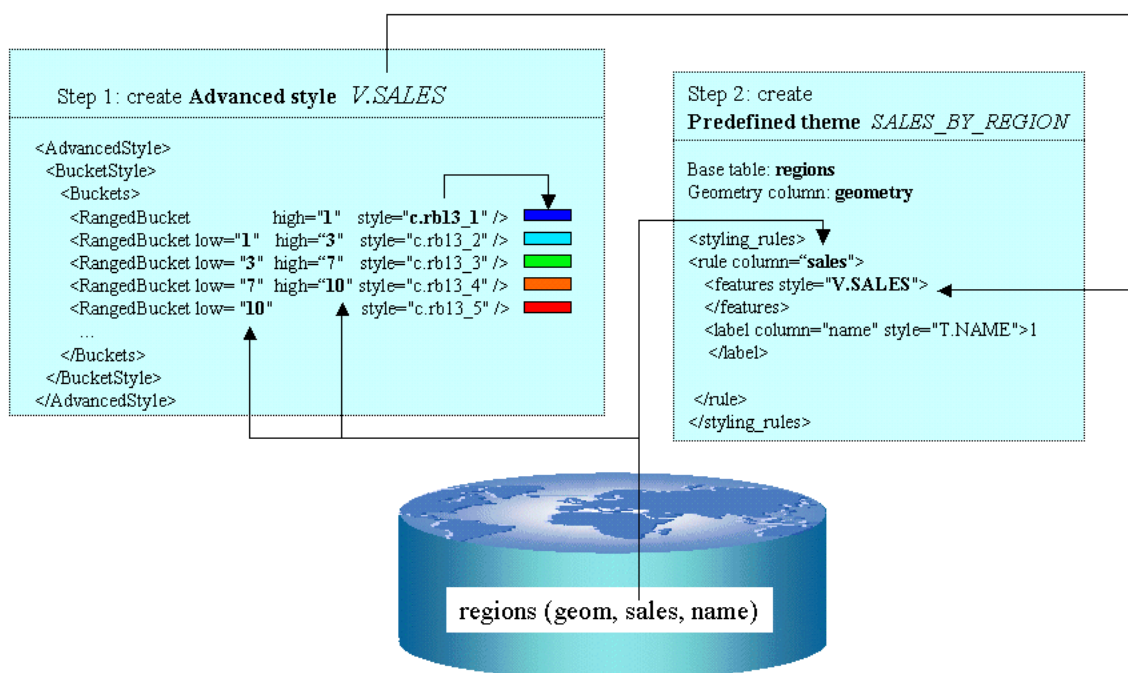 Step 1: create Advanced style V.SALES
<AdvancedStyle>
<BucketStyle>
<Buckets>
<RangedBucket high="1" style="c.rb13_1" />
<RangedBucket low="1" high=“3" style="c.rb13_2" />
<RangedBucket low="3" high=“7" style="c.rb13_3" />
<RangedBucket low="7" high=“10" style="c.rb13_4" />
<RangedBucket low= "10" style="c.rb13_5" />
...
</Buckets>
</BucketStyle>
</AdvancedStyle>
Step 2: create
Predefined theme SALES_BY_REGION
Base table: regions
Geometry column: geometry
<styling_rules>
<rule column=“sales">
<features style="V.SALES">
</features>
<label column="name" style="T.NAME">1
</label>
</rule>
</styling_rules>
regions (geom, sales, name)